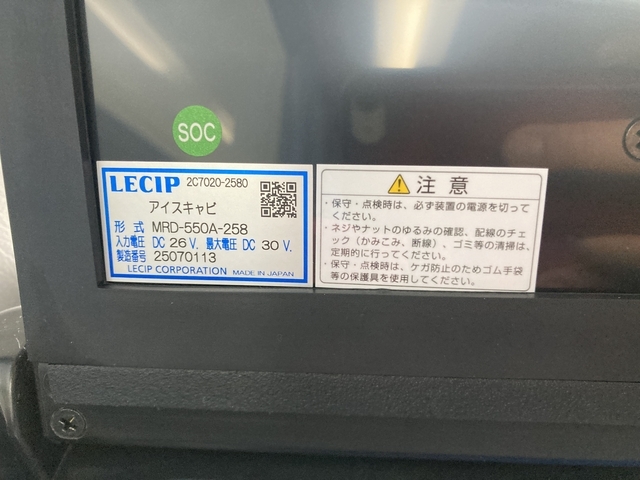 SOC
LECIP 2C7020-2580
アイスキャビ
形 式 MRD-550A-258
入力電圧 DC 26 V. 最大電圧 DC 30 V.
製造番号 25070113
LECIP CORPORATION MADE IN JAPAN
注 意
・保守・点検時は、必ず装置の電源を切って
ください。
・ネジやナットのゆるみの確認、配線のチェ
ック（かみこみ、断線）、ゴミ等の清掃は、
定期的に行ってください。
・保守・点検時は、ケガ防止のためゴム手袋
等の保護具を使用してください。